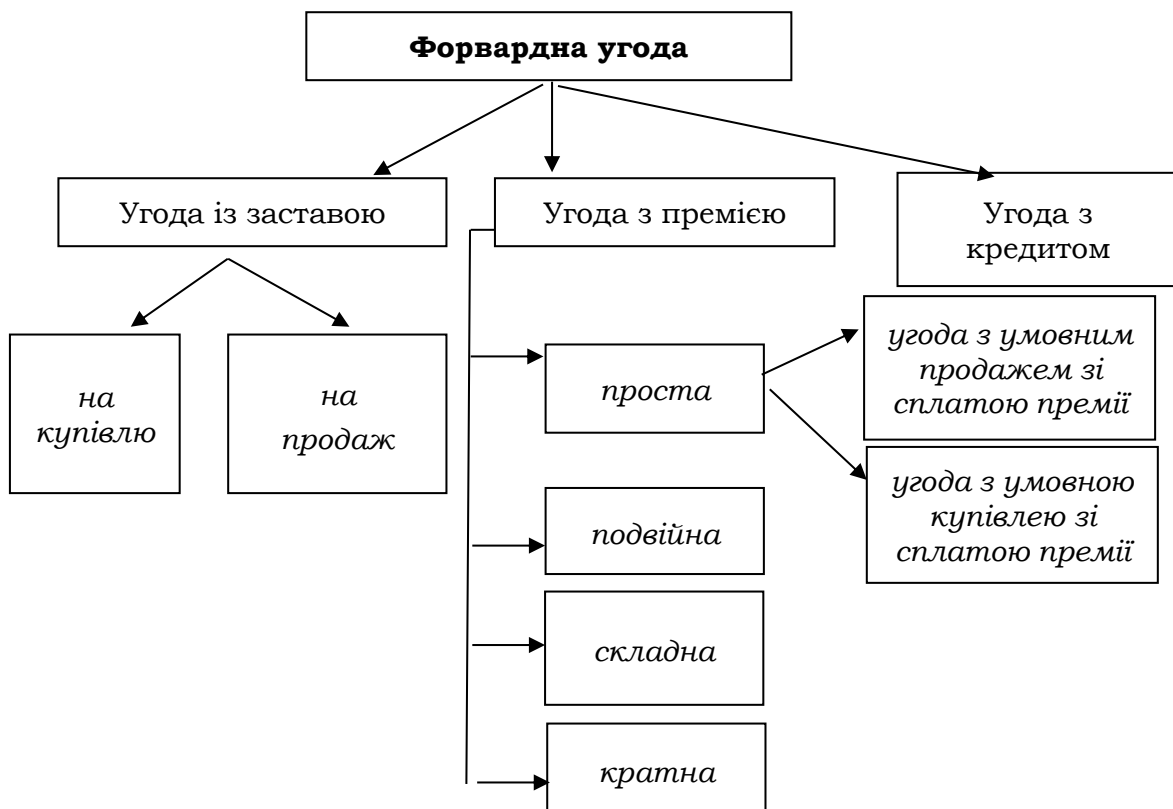 Форвардна угода
Угода із заставою
Угода з премією
Угода з
кредитом
на
купівлю
на
продаж
проста
угода з умовним
продажем зі
сплатою премії
угода з умовною
купівлею зі
сплатою премії
подвійна
складна
кратна